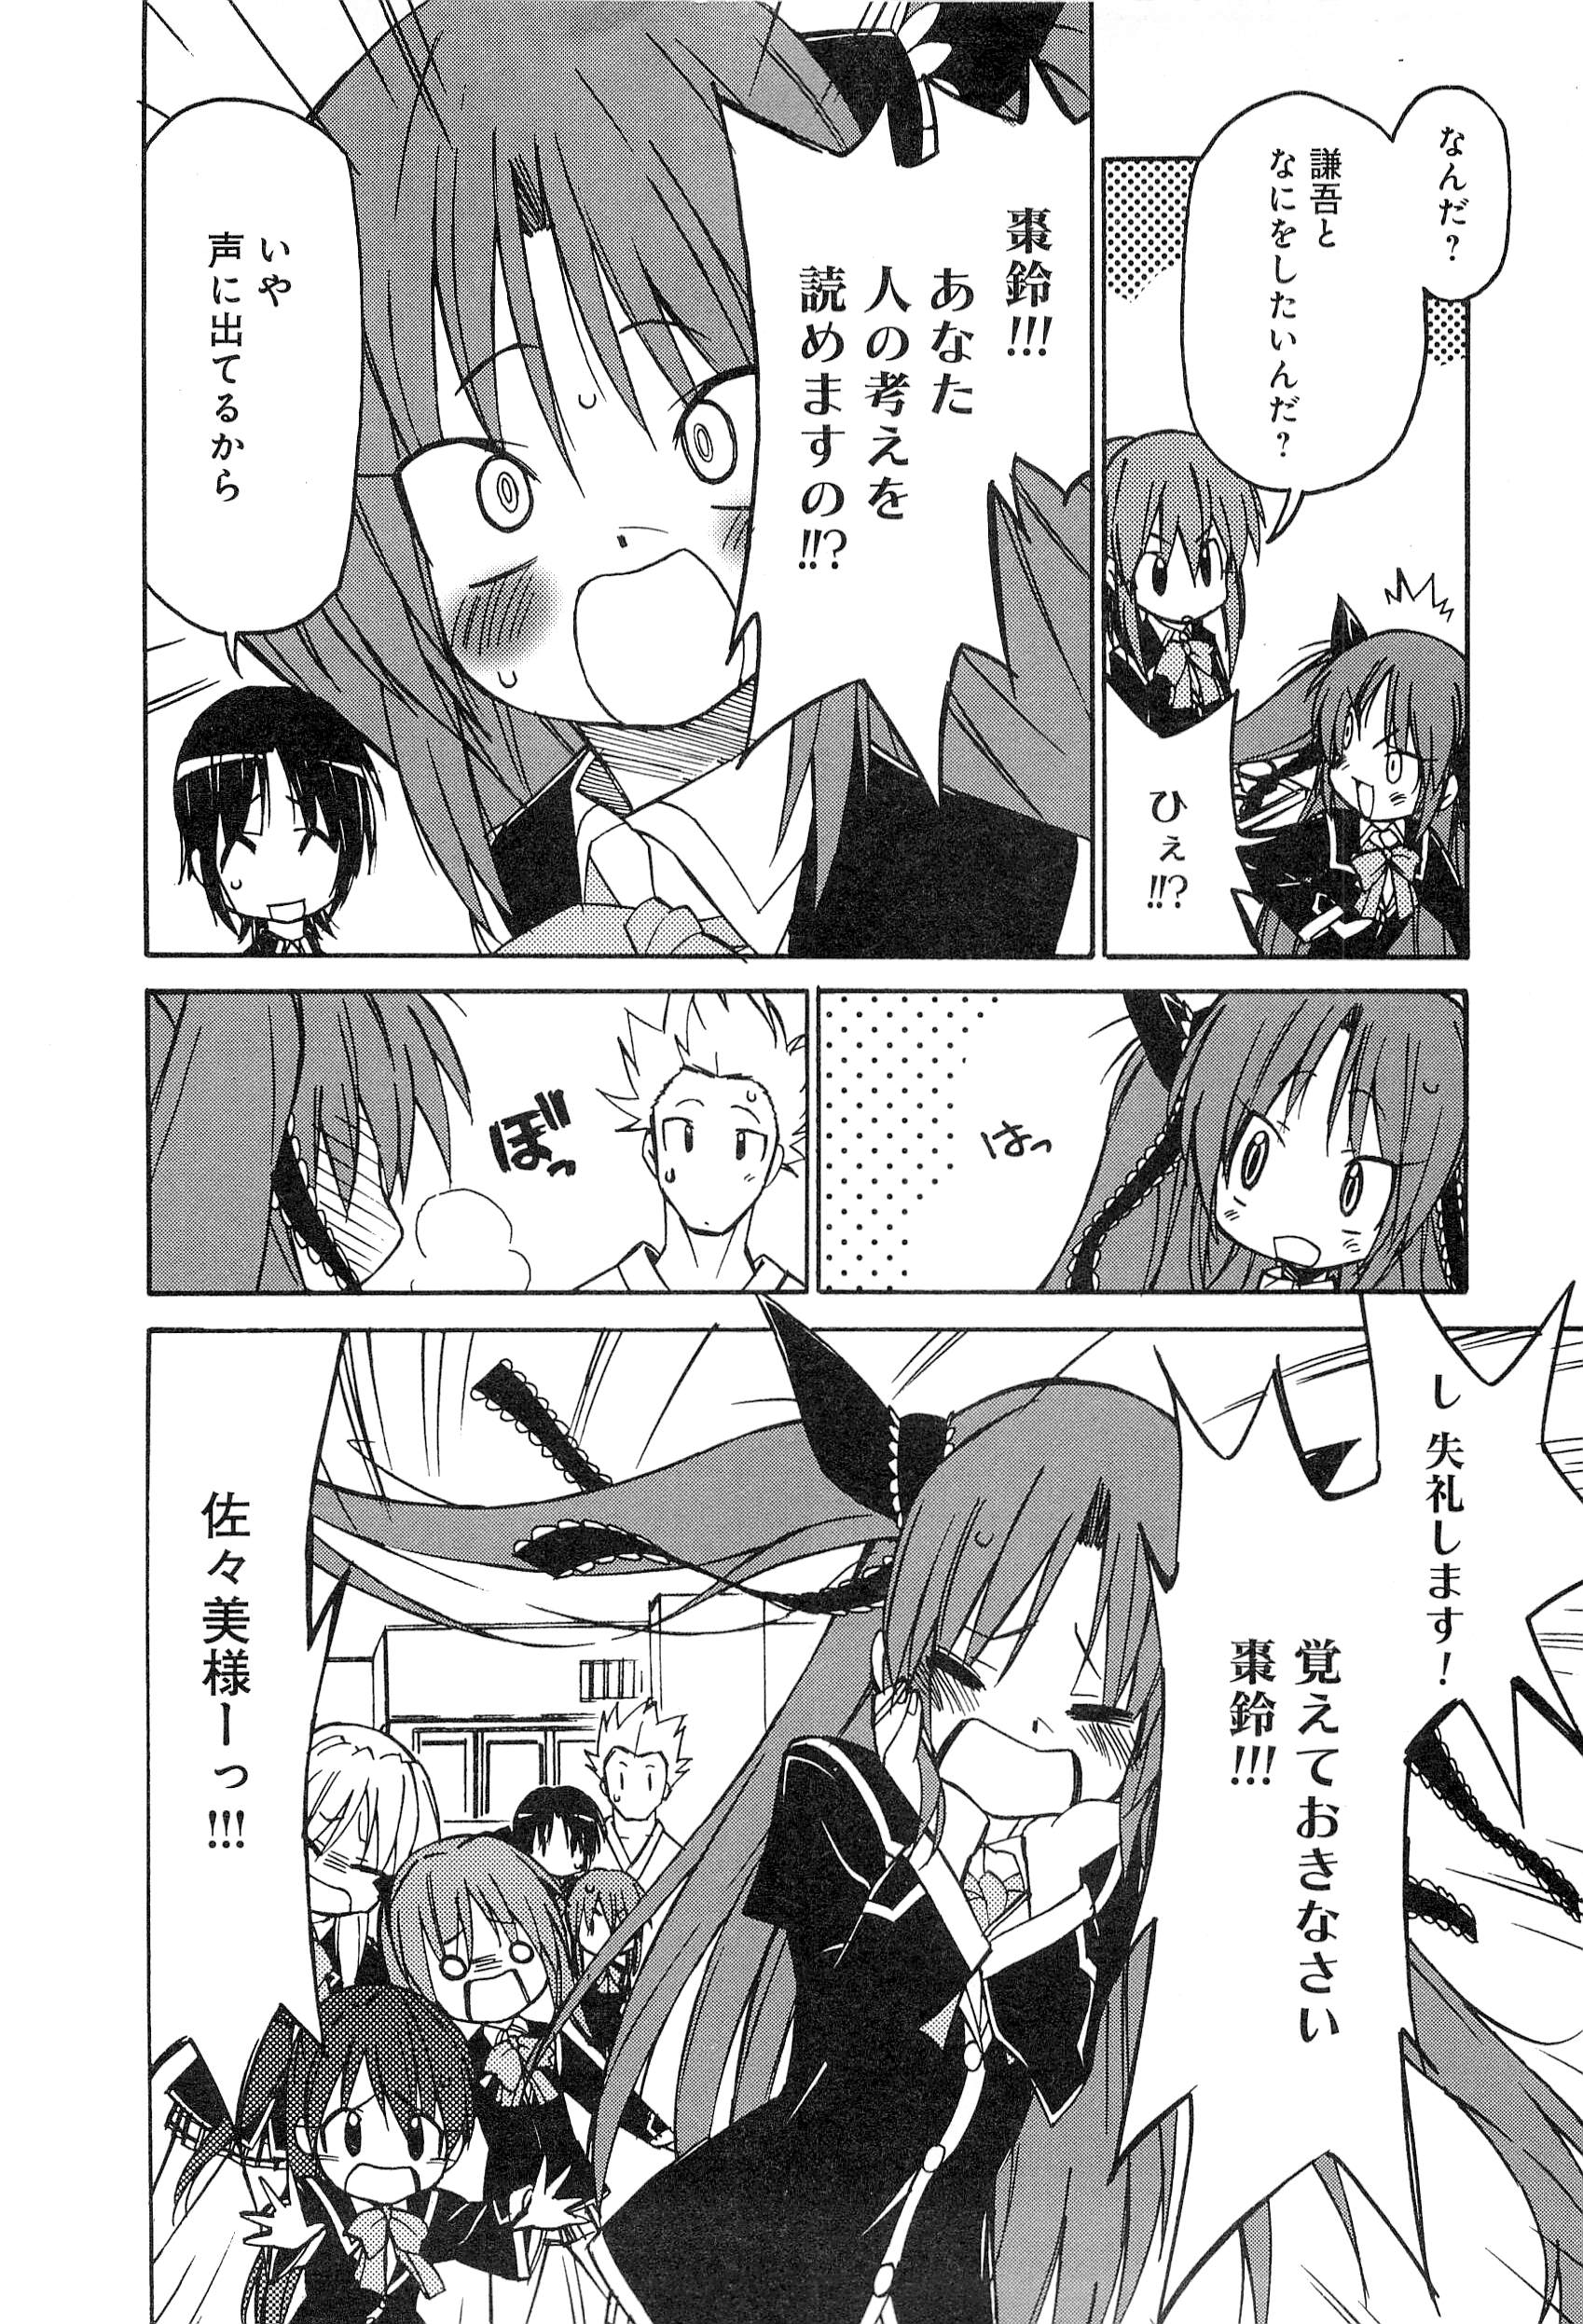 なんだ?
謙吾と
なにをしたいんだ?
ひぇ!!?
棗鈴!!!
あなた
人の考えを
読めますの!!?
いや
声に出てるから
はっ
ぼっ
し 失礼します!
覚えておきなさい
棗鈴!!!
佐々美様ーっ!!!